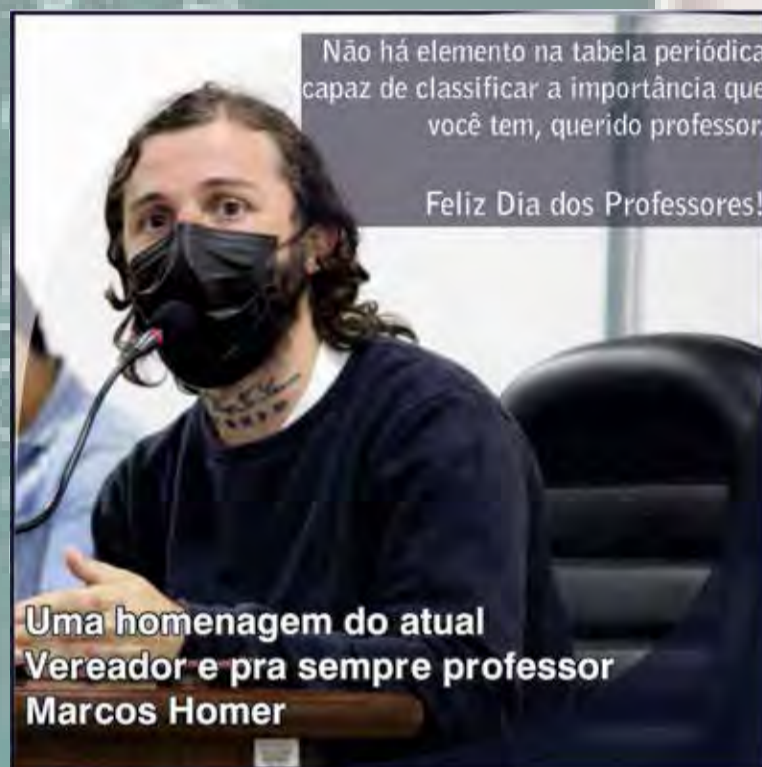 Não há elemento na tabela periódica
capaz de classificar a importância que
você tem, querido professor.
Feliz Dia dos Professores!
Uma homenagem do atual
Vereador e pra sempre professor
Marcos Homer